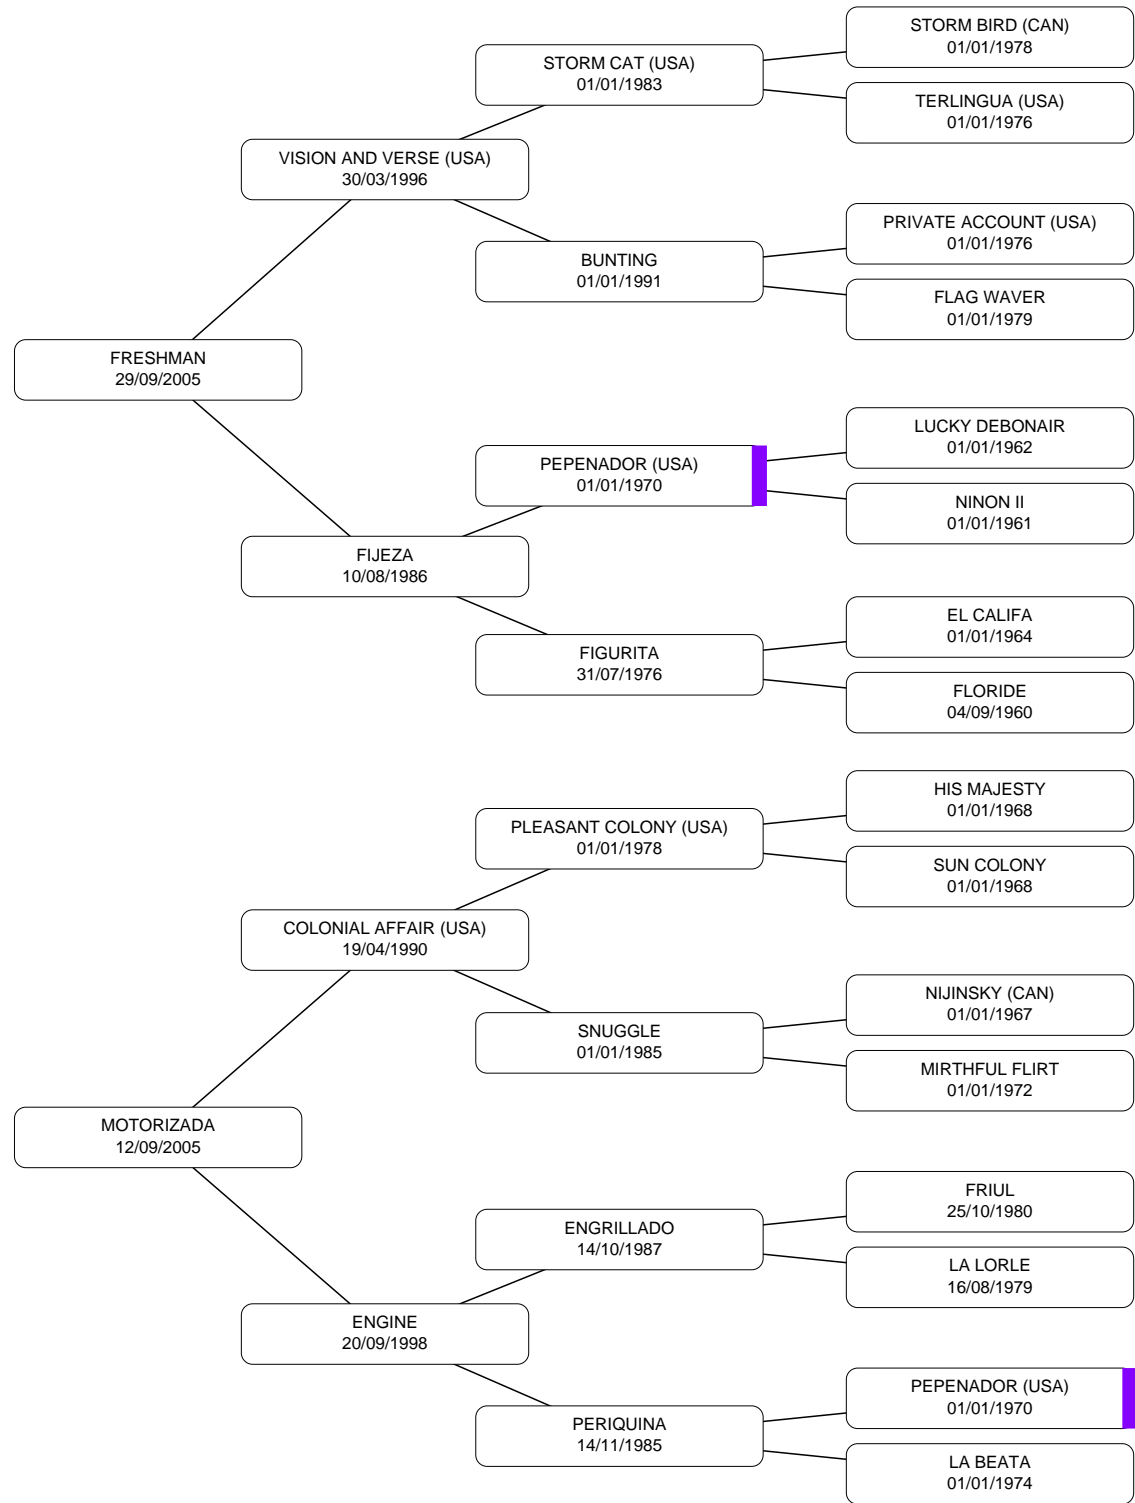 STORM BIRD (CAN)
01/01/1978
STORM CAT (USA)
01/01/1983
TERLINGUA (USA)
01/01/1976
VISION AND VERSE (USA)
30/03/1996
PRIVATE ACCOUNT (USA)
01/01/1976
BUNTING
01/01/1991
FLAG WAVER
01/01/1979
FRESHMAN
29/09/2005
LUCKY DEBONAIR
01/01/1962
PEPENADOR (USA)
01/01/1970
NINON II
01/01/1961
FIJEZA
10/08/1986
EL CALIFA
01/01/1964
FIGURITA
31/07/1976
FLORIDE
04/09/1960
HIS MAJESTY
01/01/1968
PLEASANT COLONY (USA)
01/01/1978
SUN COLONY
01/01/1968
COLONIAL AFFAIR (USA)
19/04/1990
NIJINSKY (CAN)
01/01/1967
SNUGGLE
01/01/1985
MIRTHFUL FLIRT
01/01/1972
MOTORIZADA
12/09/2005
FRIUL
25/10/1980
ENGRILLADO
14/10/1987
LA LORLE
16/08/1979
ENGINE
20/09/1998
PEPENADOR (USA)
01/01/1970
PERIQUINA
14/11/1985
LA BEATA
01/01/1974